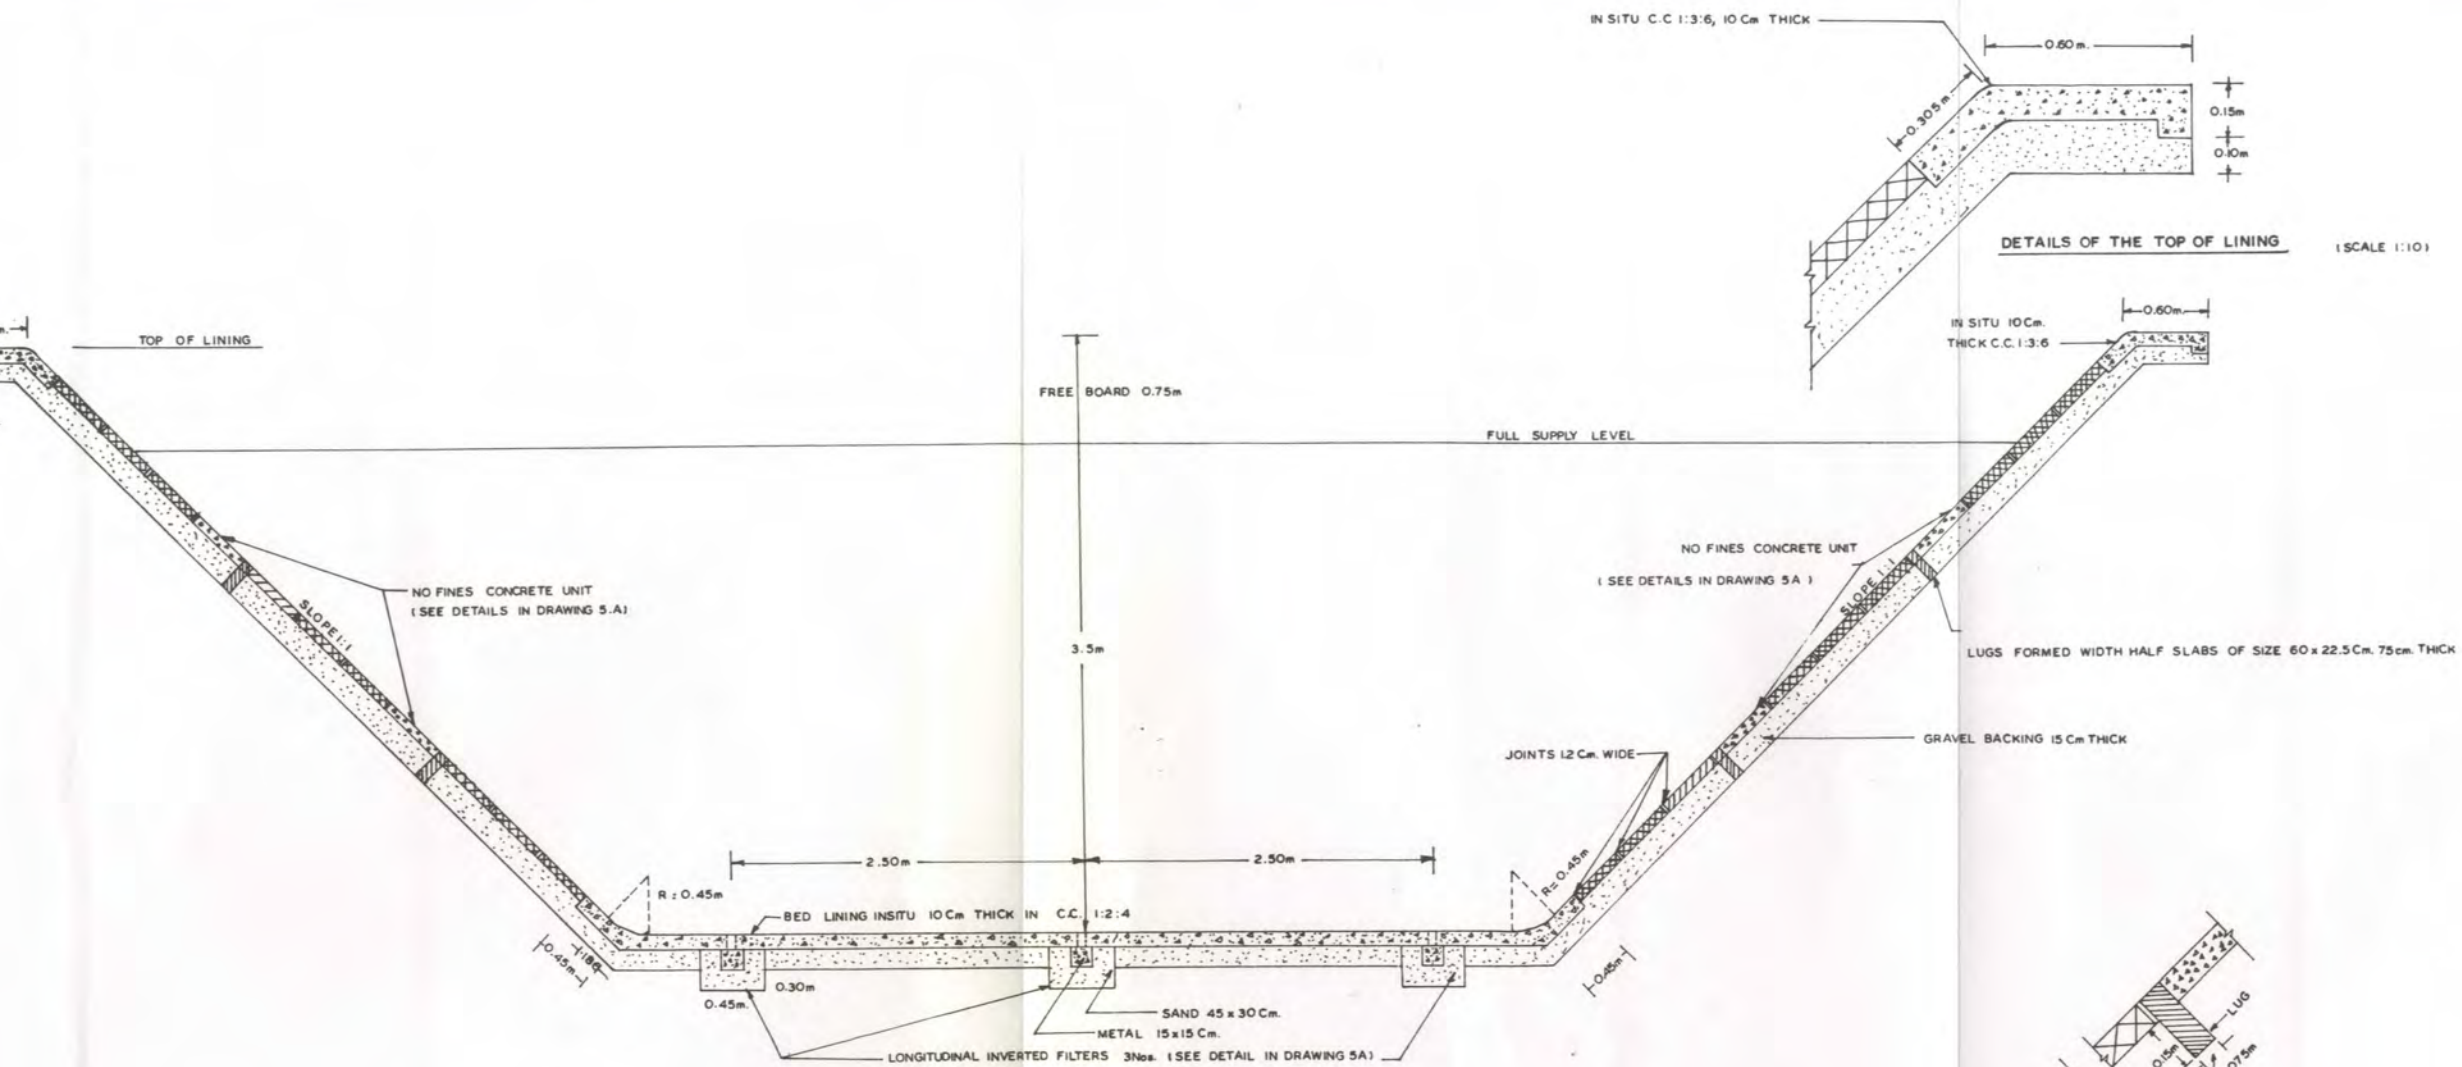 IN SITU C.C 1:3:6, 10 Cm THICK
0.60 m.
0.305 m.
0.15m
0.10m
DETAILS OF THE TOP OF LINING (SCALE 1:10)
m.
TOP OF LINING
0.60m.
IN SITU 10 Cm.
THICK C.C. 1:3:6
FREE BOARD 0.75m
FULL SUPPLY LEVEL
NO FINES CONCRETE UNIT
(SEE DETAILS IN DRAWING 5.A)
SLOPE 1:1
NO FINES CONCRETE UNIT
(SEE DETAILS IN DRAWING 5A )
SLOPE 1:1
3.5m
LUGS FORMED WIDTH HALF SLABS OF SIZE 60 x 22.5 Cm. 75cm. THICK
GRAVEL BACKING 15 Cm THICK
JOINTS 1.2 Cm. WIDE
2.50m
2.50m
R = 0.45m
R = 0.45m
BED LINING INSITU 10 Cm THICK IN C.C. 1:2:4
0.45m
0.45m
0.30m
0.45m.
SAND 45 x 30 Cm.
METAL 15 x 15 Cm.
LONGITUDINAL INVERTED FILTERS 3Nos. (SEE DETAIL IN DRAWING 5A)
LUG
0.15m